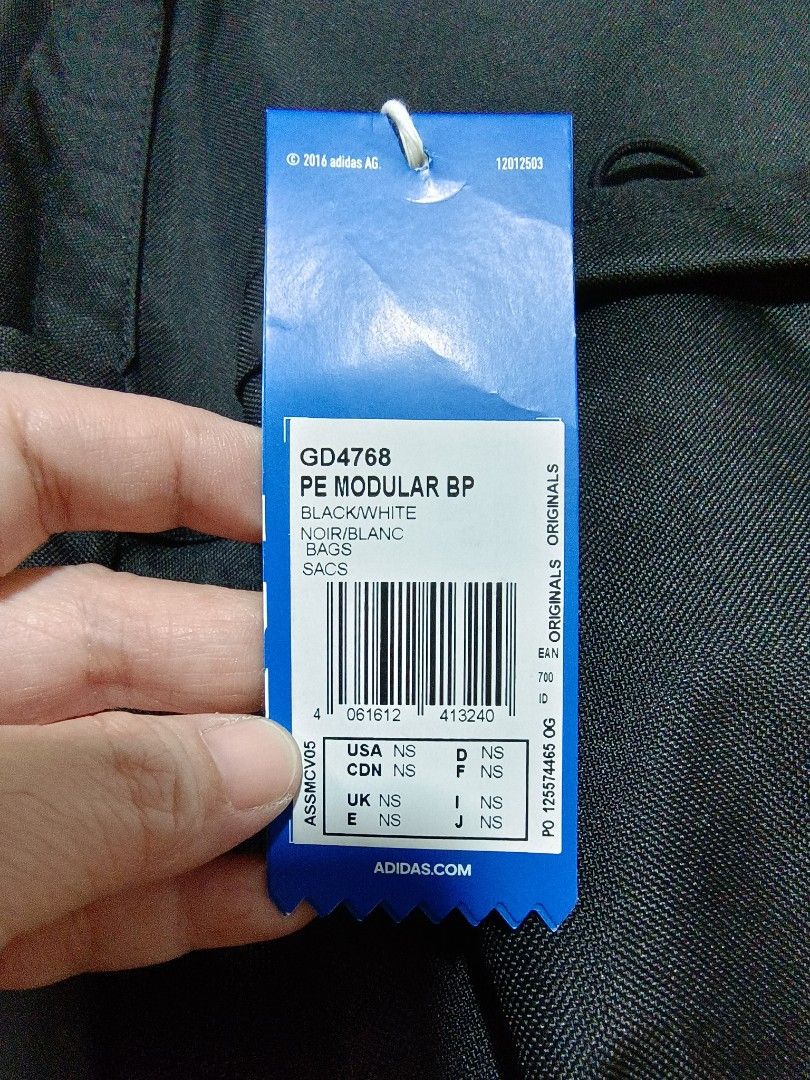 © 2016 adidas AG.
12012503
GD4768
PE MODULAR BP
BLACK/WHITE
NOIR/BLANC
BAGS
SACS
4 061612 413240
USA NS D NS
CDN NS F NS
UK NS I NS
E NS J NS
ASSMCV05
ORIGINALS ORIGINALS
EAN
700
ID
PO 125574465 OG
ADIDAS.COM